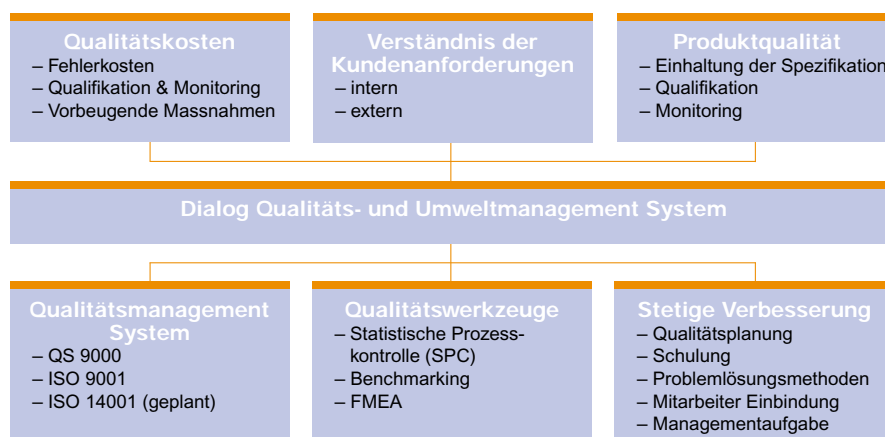 Qualitätskosten
– Fehlerkosten
– Qualifikation & Monitoring
– Vorbeugende Massnahmen
Verständnis der
Kundenanforderungen
– intern
– extern
Produktqualität
– Einhaltung der Spezifikation
– Qualifikation
– Monitoring
Dialog Qualitäts- und Umweltmanagement System
Qualitätsmanagement
System
– QS 9000
– ISO 9001
– ISO 14001 (geplant)
Qualitätswerkzeuge
– Statistische Prozess-
kontrolle (SPC)
– Benchmarking
– FMEA
Stetige Verbesserung
– Qualitätsplanung
– Schulung
– Problemlösungsmethoden
– Mitarbeiter Einbindung
– Managementaufgabe